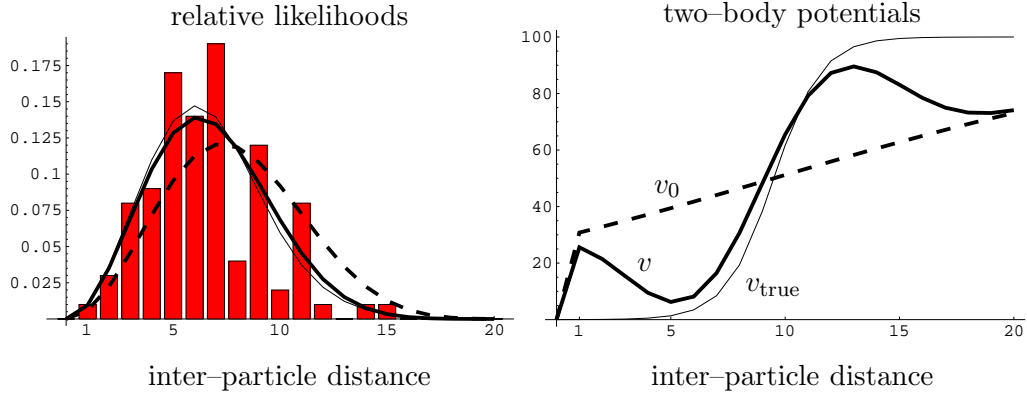 relative likelihoods
0.175
0.15
0.125
0.1
0.075
0.05
0.025
1 5 10 15 20
inter–particle distance
two–body potentials
100
80
60
40
20
v0
v
vtrue
1 5 10 15 20
inter–particle distance